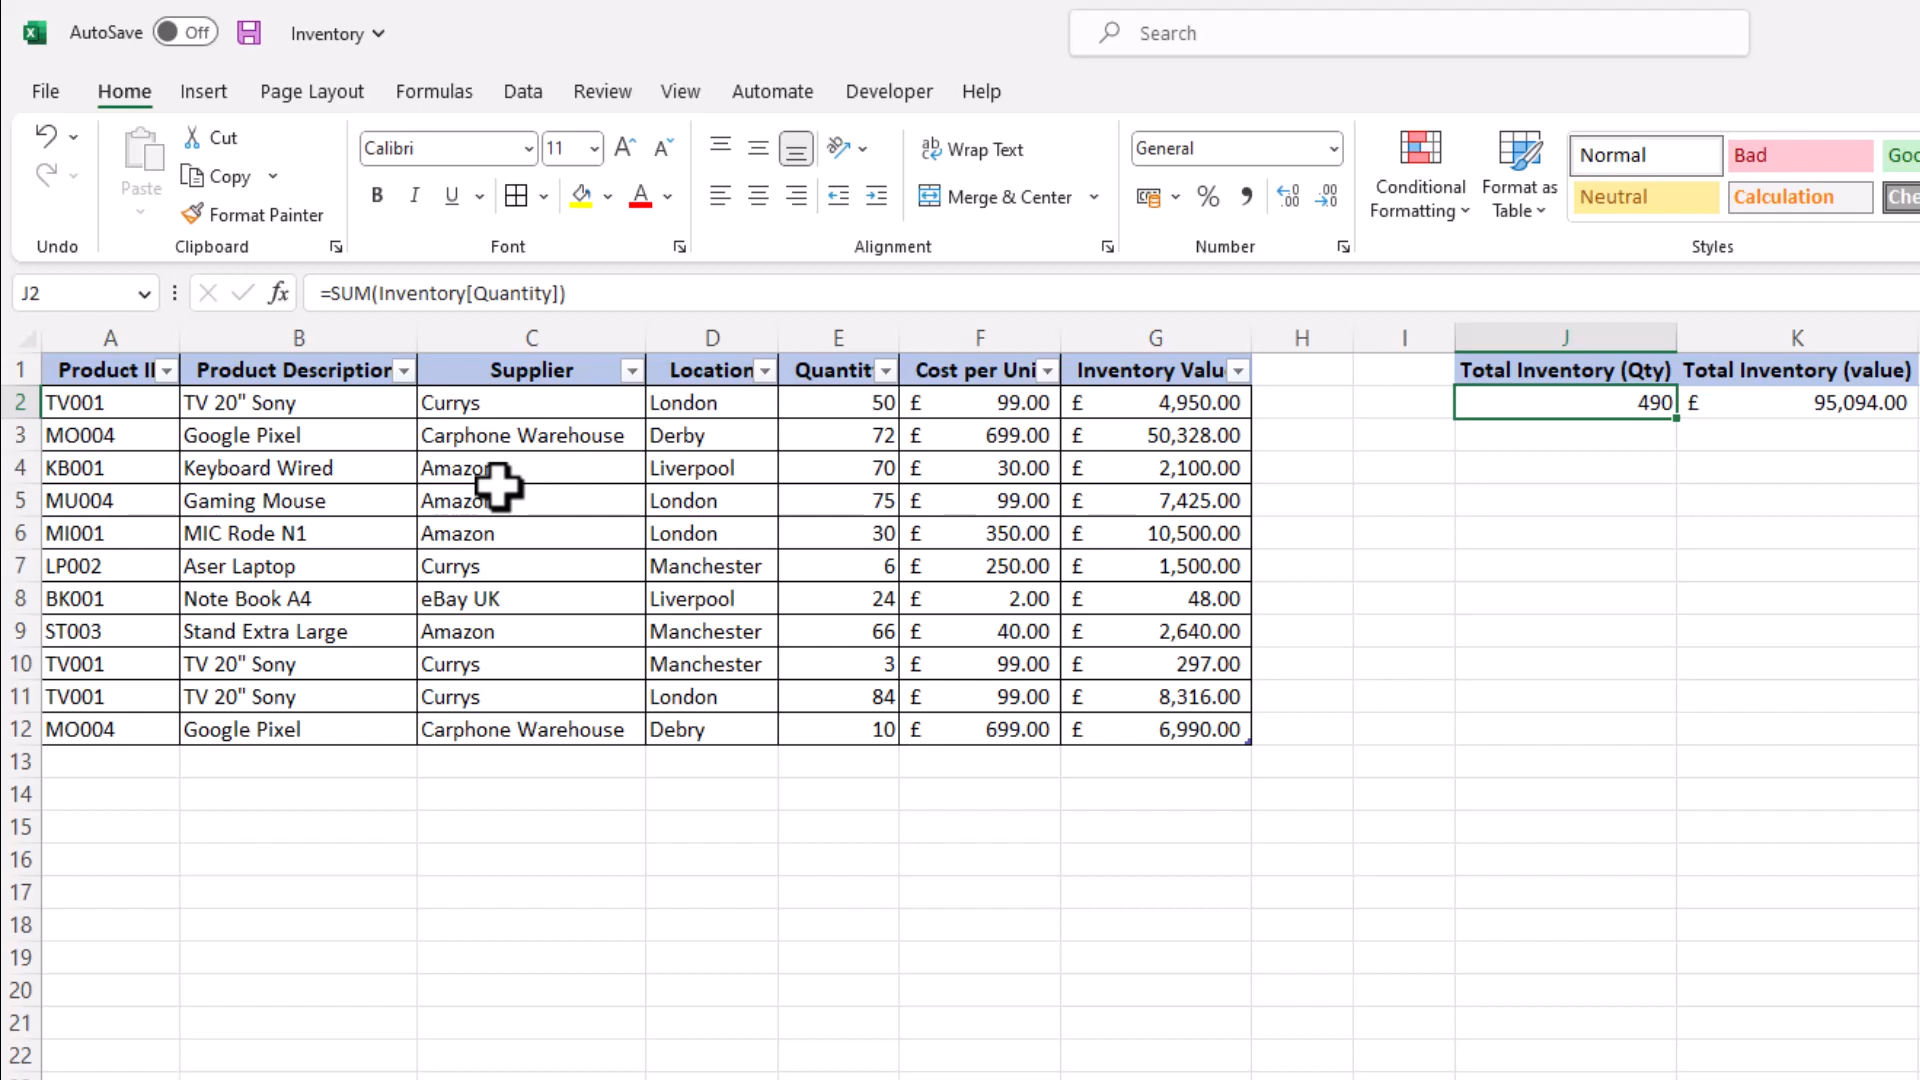 AutoSave Off Inventory Search
File Home Insert Page Layout Formulas Data Review View Automate Developer Help
Paste Cut Copy Format Painter
Calibri 11
B I U A
ab Wrap Text
Merge & Center
General
% 9
Conditional Formatting
Format as Table
Normal Bad Goo
Neutral Calculation Che
Undo Clipboard Font Alignment Number Styles
J2 fx =SUM(Inventory[Quantity])
A B C D E F G H I J K
1 Product II Product Description Supplier Location Quantit Cost per Uni Inventory Valu Total Inventory (Qty) Total Inventory (value)
2 TV001 TV 20" Sony Currys London 50 £ 99.00 £ 4,950.00 490 £ 95,094.00
3 MO004 Google Pixel Carphone Warehouse Derby 72 £ 699.00 £ 50,328.00
4 KB001 Keyboard Wired Amazon Liverpool 70 £ 30.00 £ 2,100.00
5 MU004 Gaming Mouse Amazon London 75 £ 99.00 £ 7,425.00
6 MI001 MIC Rode N1 Amazon London 30 £ 350.00 £ 10,500.00
7 LP002 Aser Laptop Currys Manchester 6 £ 250.00 £ 1,500.00
8 BK001 Note Book A4 eBay UK Liverpool 24 £ 2.00 £ 48.00
9 ST003 Stand Extra Large Amazon Manchester 66 £ 40.00 £ 2,640.00
10 TV001 TV 20" Sony Currys Manchester 3 £ 99.00 £ 297.00
11 TV001 TV 20" Sony Currys London 84 £ 99.00 £ 8,316.00
12 MO004 Google Pixel Carphone Warehouse Debry 10 £ 699.00 £ 6,990.00
13
14
15
16
17
18
19
20
21
22